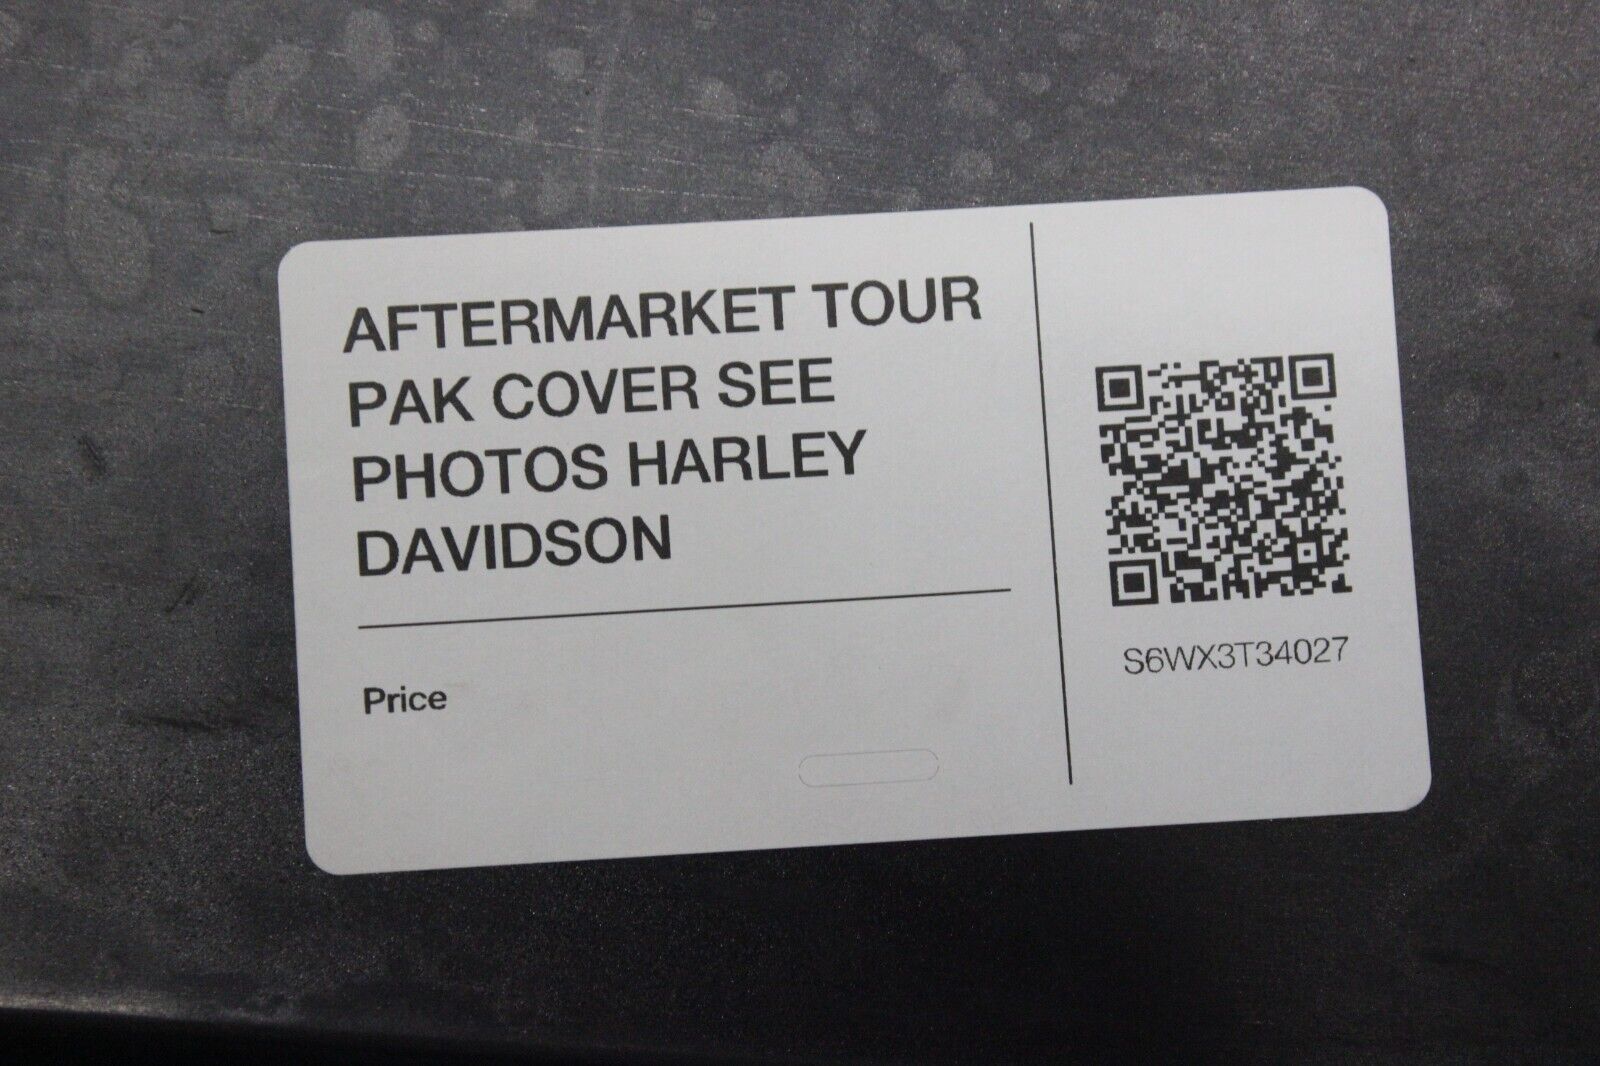 AFTERMARKET TOUR
PAK COVER SEE
PHOTOS HARLEY
DAVIDSON
Price
S6WX3T34027